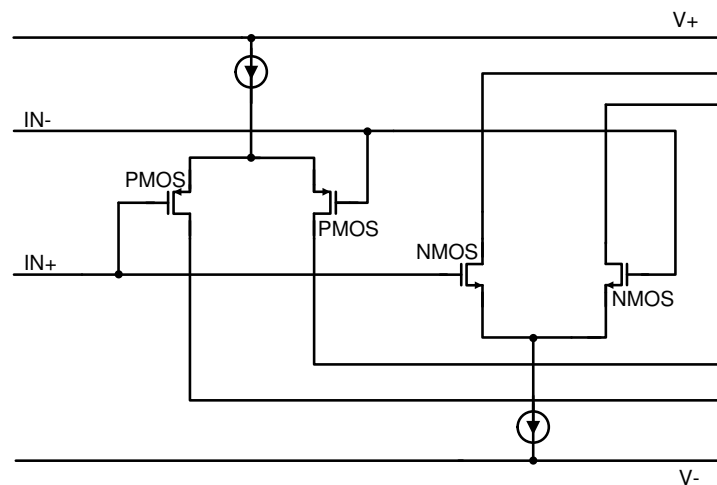 V+
IN-
PMOS
PMOS
NMOS
IN+
NMOS
V-